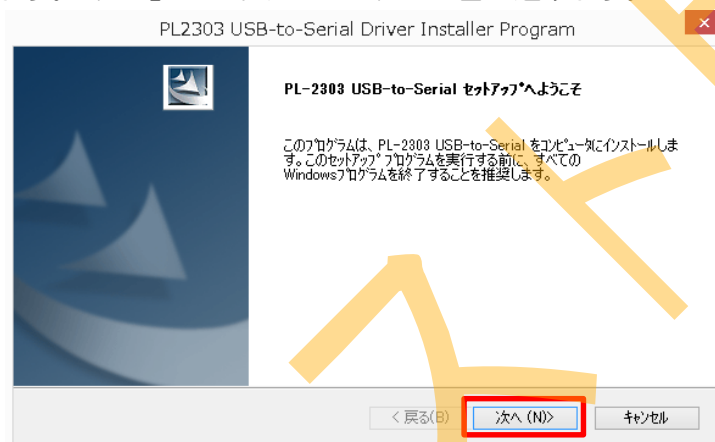 PL2303 USB-to-Serial Driver Installer Program
PL-2303 USB-to-Serial ｾｯﾄｱｯﾌﾟへようこそ
このﾌﾟﾛｸﾞﾗﾑは、PL-2303 USB-to-Serial をｺﾝﾋﾟｭｰﾀにｲﾝｽﾄｰﾙしま
す。このｾｯﾄｱｯﾌﾟ ﾌﾟﾛｸﾞﾗﾑを実行する前に、すべての
Windowsﾌﾟﾛｸﾞﾗﾑを終了することを推奨します。
< 戻る(B)
次へ (N)>
ｷｬﾝｾﾙ